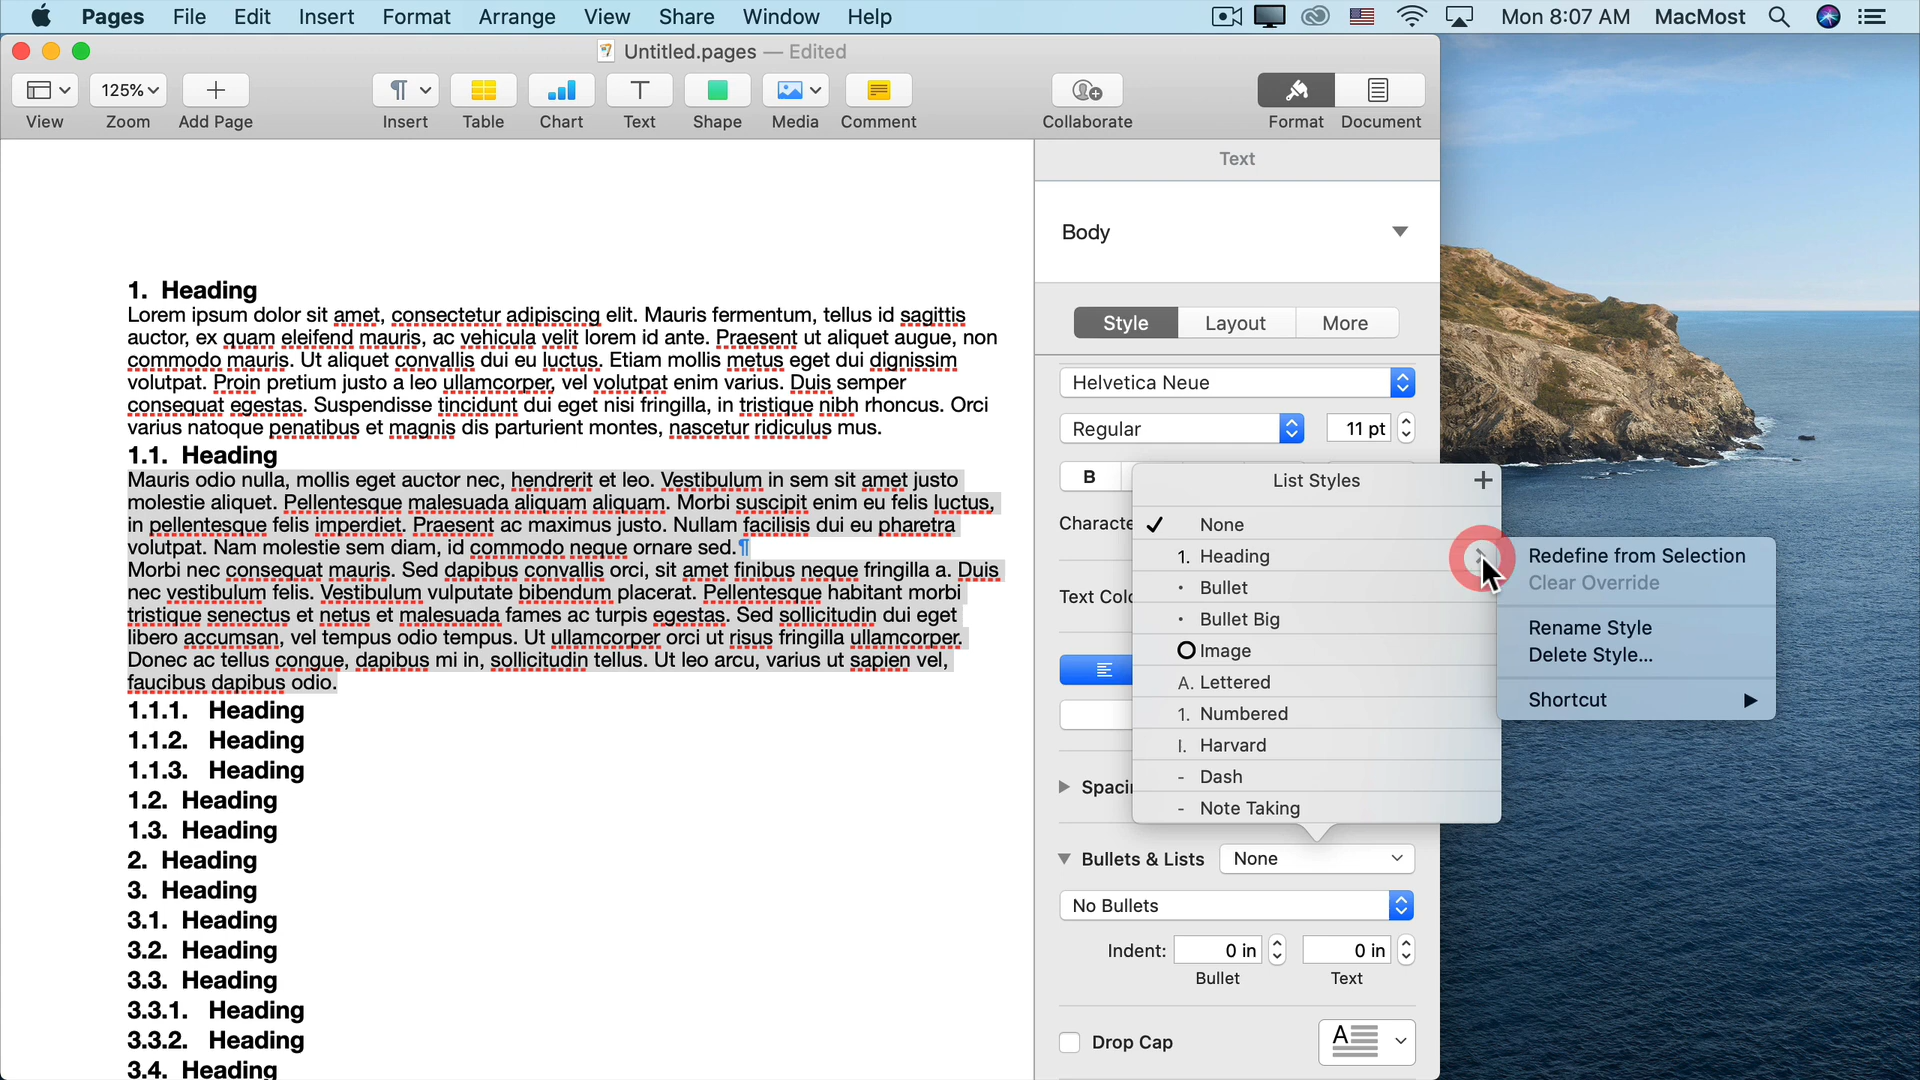 Pages File Edit Insert Format Arrange View Share Window Help Mon 8:07 AM MacMost
Untitled.pages — Edited
125%
View Zoom Add Page Insert Table Chart Text Shape Media Comment Collaborate Format Document
Text
Body
Style Layout More
Helvetica Neue
Regular 11 pt
B
Characte
Text Colo
Spacin
Bullets & Lists None
No Bullets
Indent: 0 in 0 in
Bullet Text
Drop Cap
A
List Styles +
✓ None
1. Heading
• Bullet
• Bullet Big
Image
A. Lettered
1. Numbered
I. Harvard
- Dash
- Note Taking
Redefine from Selection
Clear Override
Rename Style
Delete Style...
Shortcut
1. Heading
Lorem ipsum dolor sit amet, consectetur adipiscing elit. Mauris fermentum, tellus id sagittis
auctor, ex quam eleifend mauris, ac vehicula velit lorem id ante. Praesent ut aliquet augue, non
commodo mauris. Ut aliquet convallis dui eu luctus. Etiam mollis metus eget dui dignissim
volutpat. Proin pretium justo a leo ullamcorper, vel volutpat enim varius. Duis semper
consequat egestas. Suspendisse tincidunt dui eget nisi fringilla, in tristique nibh rhoncus. Orci
varius natoque penatibus et magnis dis parturient montes, nascetur ridiculus mus.
1.1. Heading
Mauris odio nulla, mollis eget auctor nec, hendrerit et leo. Vestibulum in sem sit amet justo
molestie aliquet. Pellentesque malesuada aliquam aliquam. Morbi suscipit enim eu felis luctus,
in pellentesque felis imperdiet. Praesent ac maximus justo. Nullam facilisis dui eu pharetra
volutpat. Nam molestie sem diam, id commodo neque ornare sed.¶
Morbi nec consequat mauris. Sed dapibus convallis orci, sit amet finibus neque fringilla a. Duis
nec vestibulum felis. Vestibulum vulputate bibendum placerat. Pellentesque habitant morbi
tristique senectus et netus et malesuada fames ac turpis egestas. Sed sollicitudin dui eget
libero accumsan, vel tempus odio tempus. Ut ullamcorper orci ut risus fringilla ullamcorper.
Donec ac tellus congue, dapibus mi in, sollicitudin tellus. Ut leo arcu, varius ut sapien vel,
faucibus dapibus odio.
1.1.1. Heading
1.1.2. Heading
1.1.3. Heading
1.2. Heading
1.3. Heading
2. Heading
3. Heading
3.1. Heading
3.2. Heading
3.3. Heading
3.3.1. Heading
3.3.2. Heading
3.4. Heading